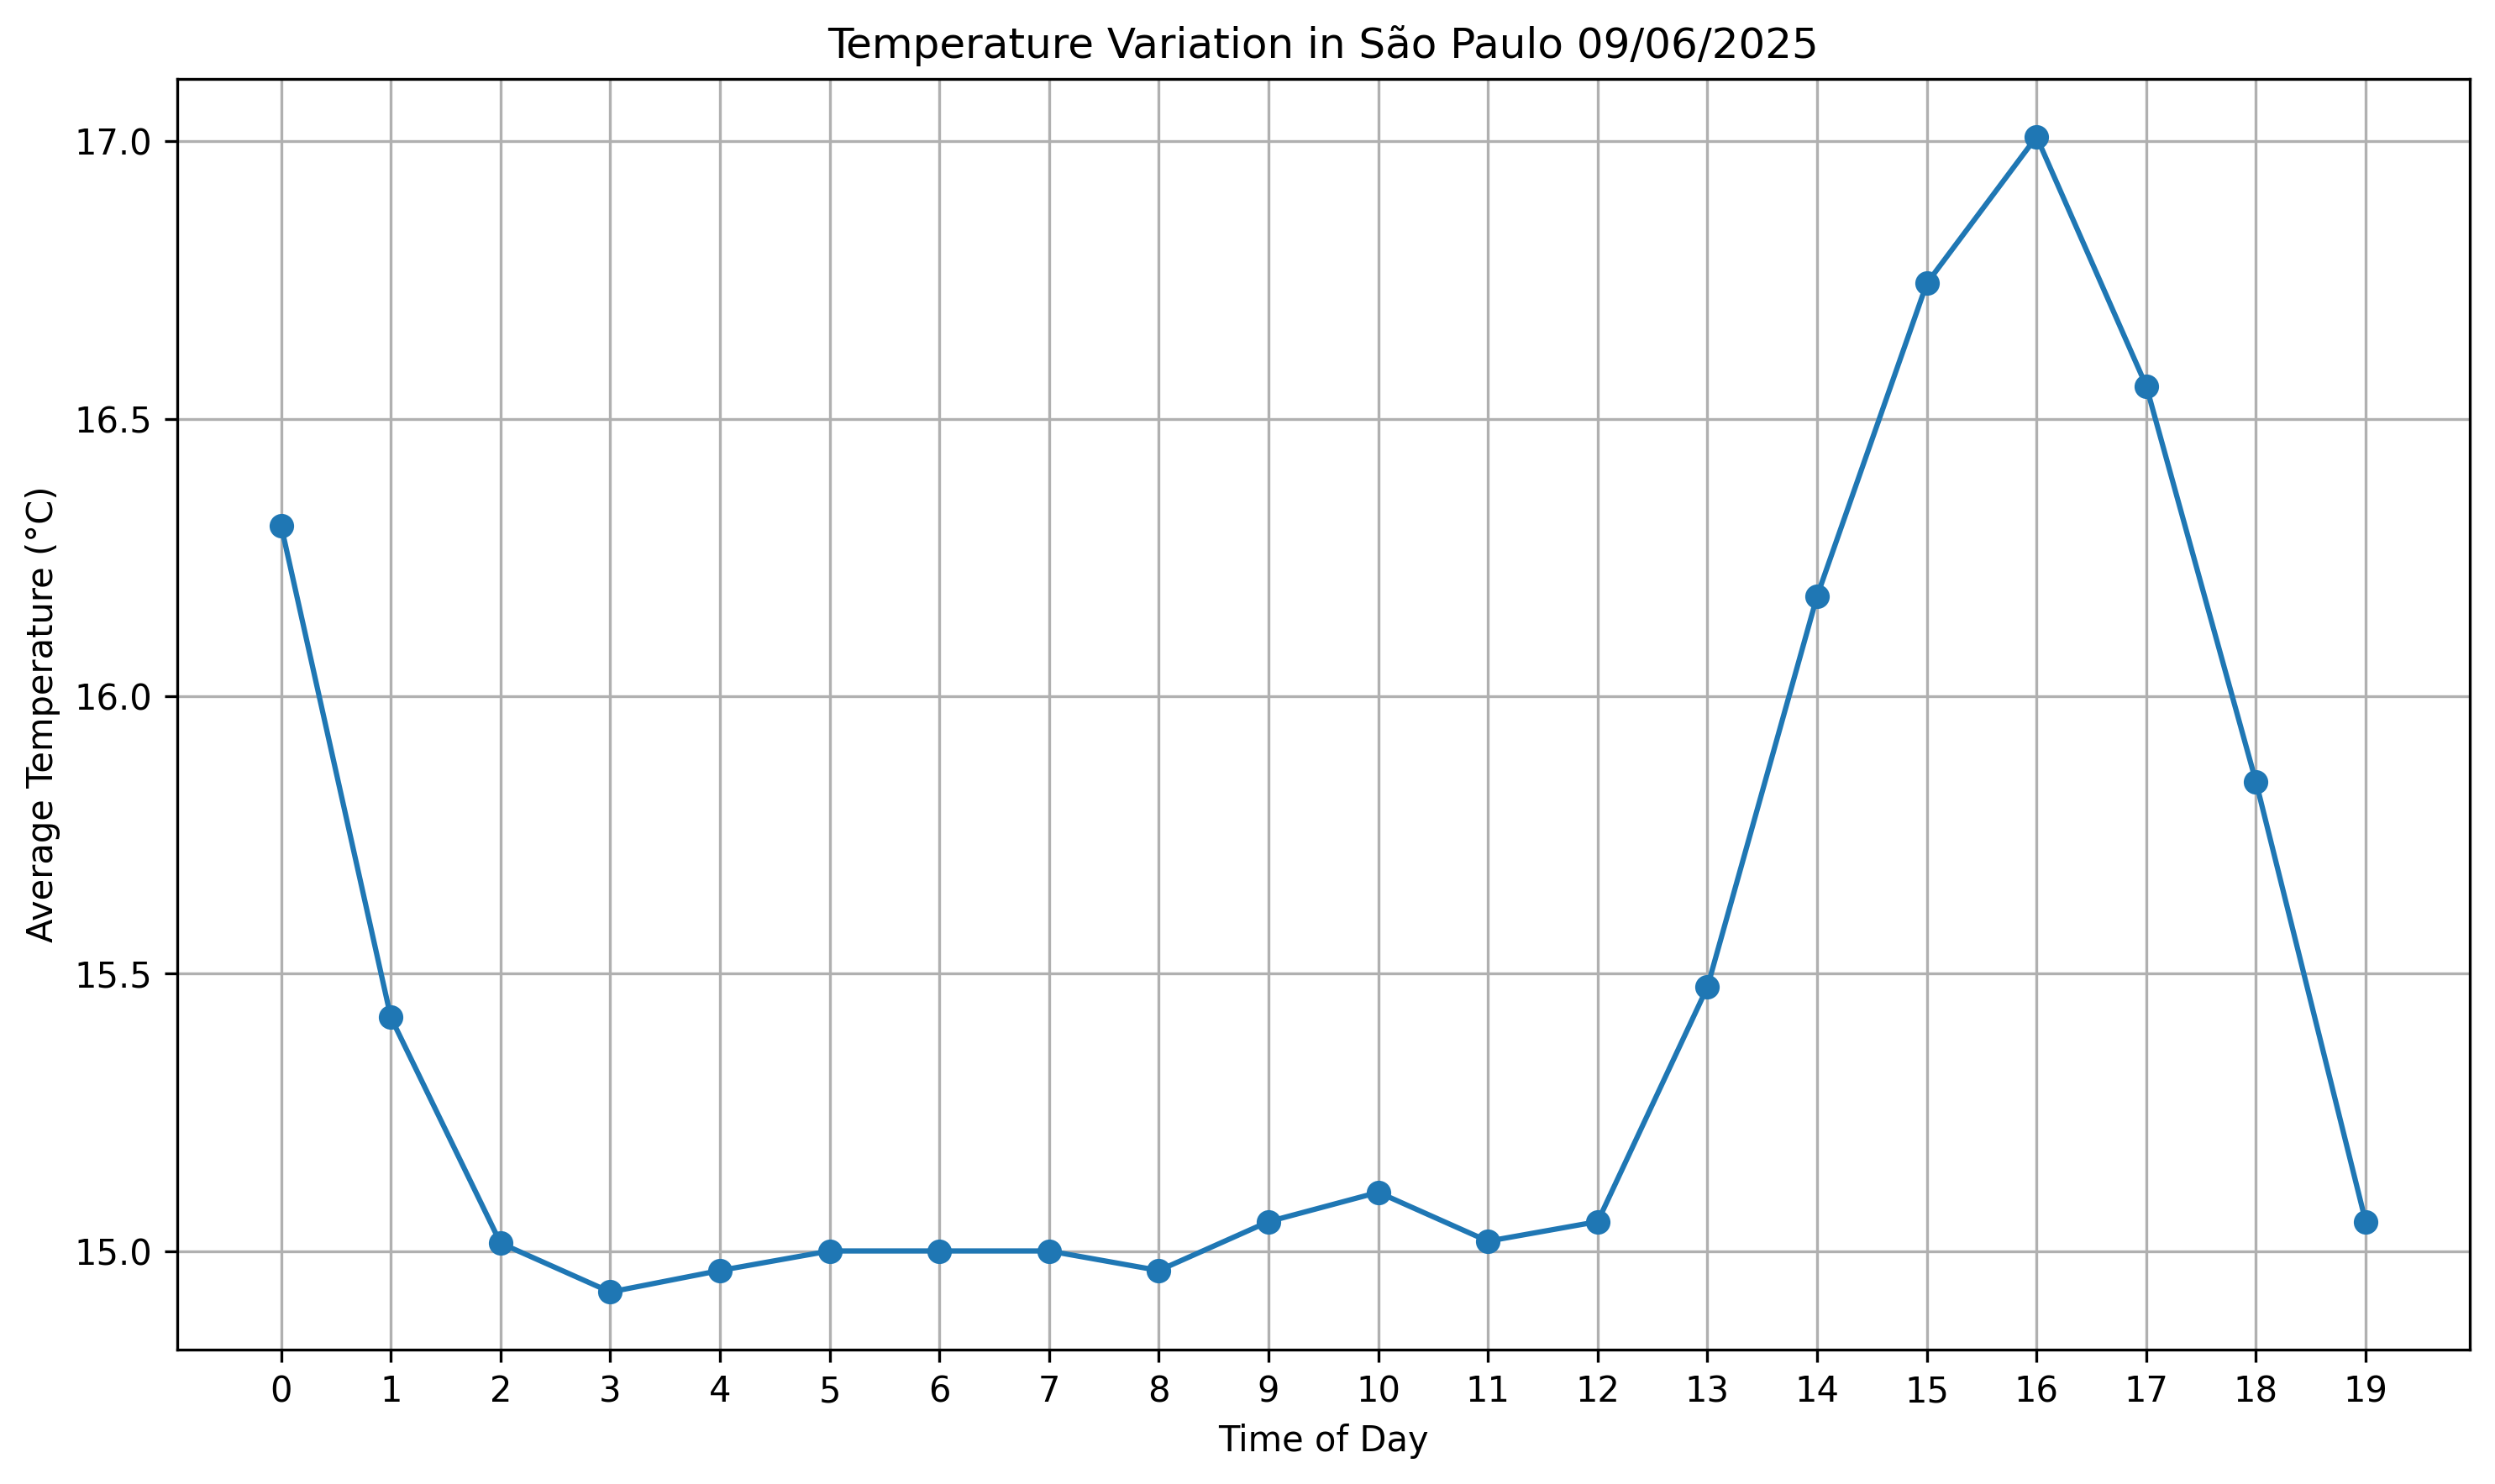 Temperature Variation in São Paulo 09/06/2025
17.0
16.5
16.0
15.5
15.0
Average Temperature (°C)
0 1 2 3 4 5 6 7 8 9 10 11 12 13 14 15 16 17 18 19
Time of Day